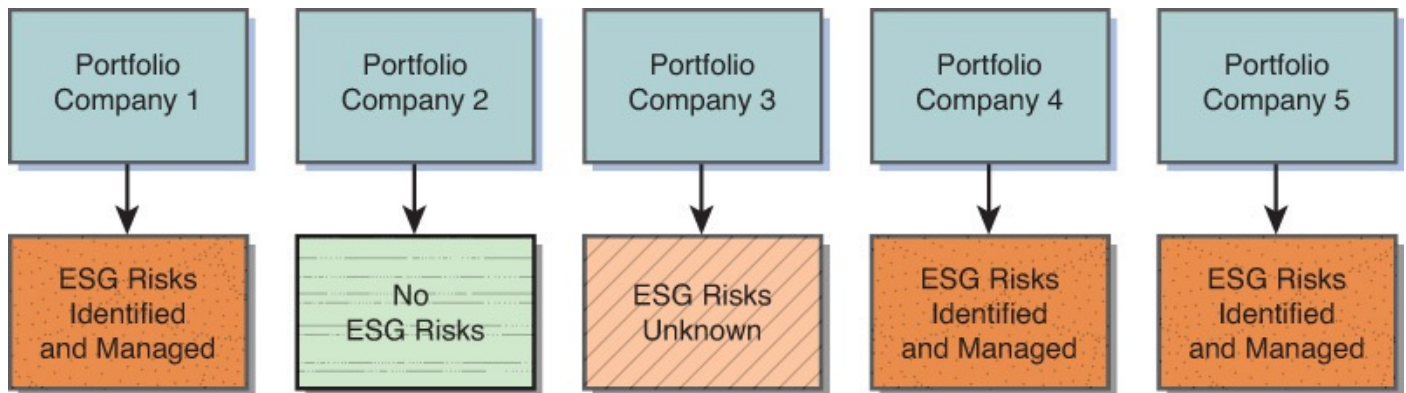 Portfolio
Company 1
Portfolio
Company 2
Portfolio
Company 3
Portfolio
Company 4
Portfolio
Company 5
ESG Risks
Identified
and Managed
No
ESG Risks
ESG Risks
Unknown
ESG Risks
Identified
and Managed
ESG Risks
Identified
and Managed